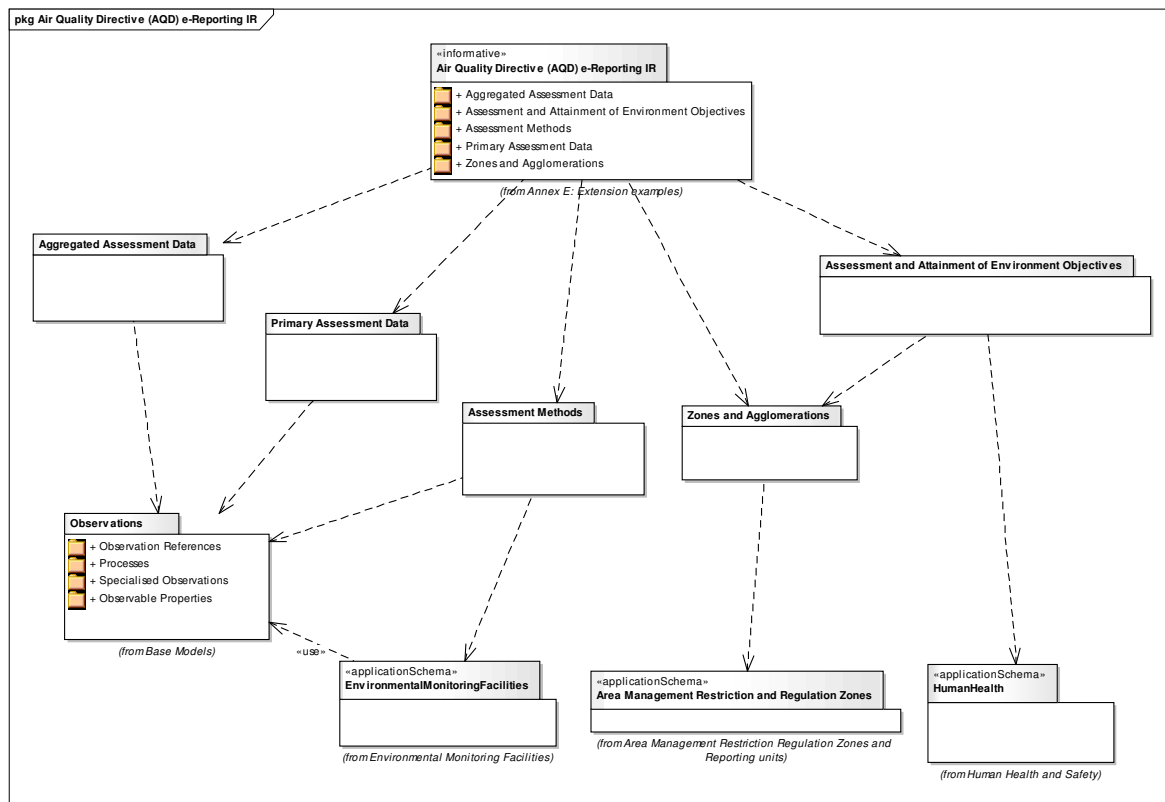 pkg Air Quality Directive (AQD) e-Reporting IR
«informative»
Air Quality Directive (AQD) e-Reporting IR
+ Aggregated Assessment Data
+ Assessment and Attainment of Environment Objectives
+ Assessment Methods
+ Primary Assessment Data
+ Zones and Agglomerations
(from Annex E: Extension examples)
Aggregated Assessment Data
Assessment and Attainment of Environment Objectives
Primary Assessment Data
Assessment Methods
Zones and Agglomerations
Observations
+ Observation References
+ Processes
+ Specialised Observations
+ Observable Properties
(from Base Models)
«use»
«applicationSchema»
EnvironmentalMonitoringFacilities
(from Environmental Monitoring Facilities)
«applicationSchema»
Area Management Restriction and Regulation Zones
(from Area Management Restriction Regulation Zones and
Reporting units)
«applicationSchema»
HumanHealth
(from Human Health and Safety)